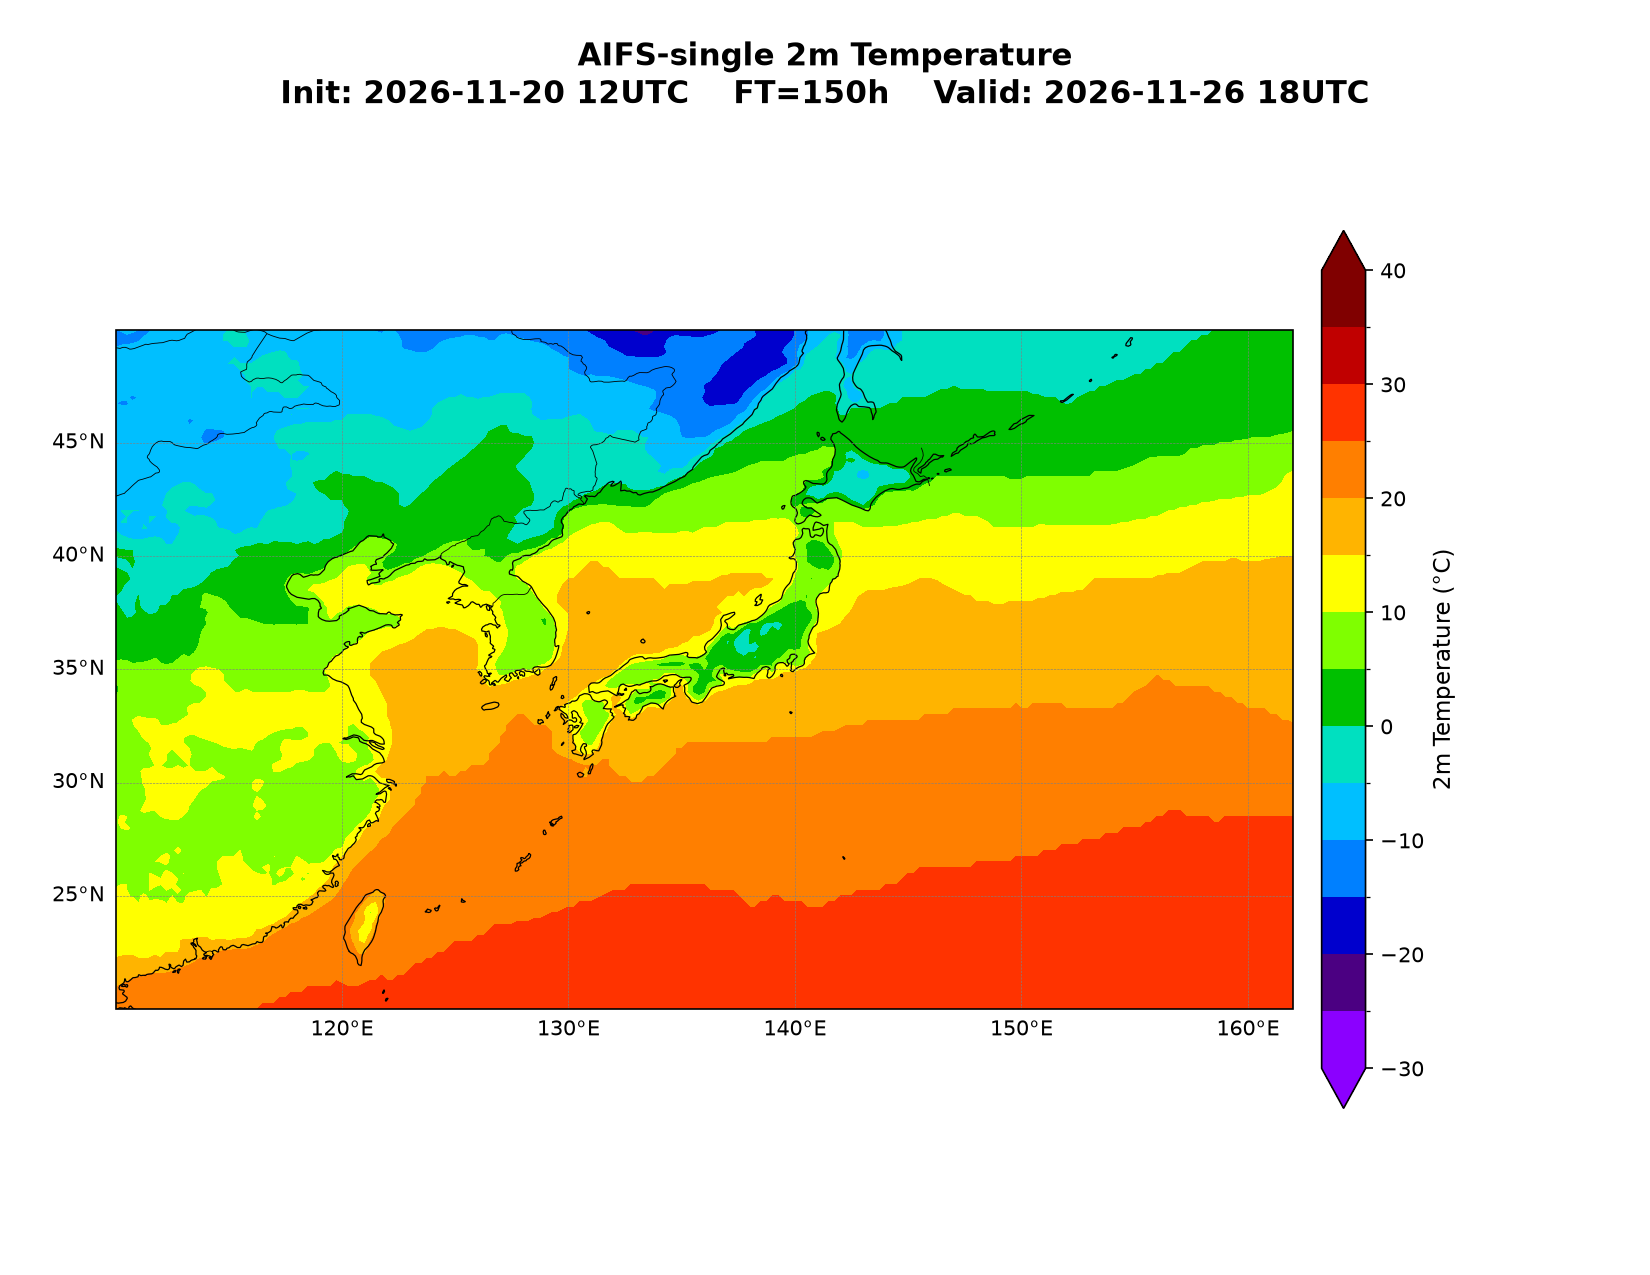 AIFS-single 2m Temperature
Init: 2026-11-20 12UTC    FT=150h    Valid: 2026-11-26 18UTC
45°N
40°N
35°N
30°N
25°N
120°E
130°E
140°E
150°E
160°E
40
30
20
10
0
−10
−20
−30
2m Temperature (°C)